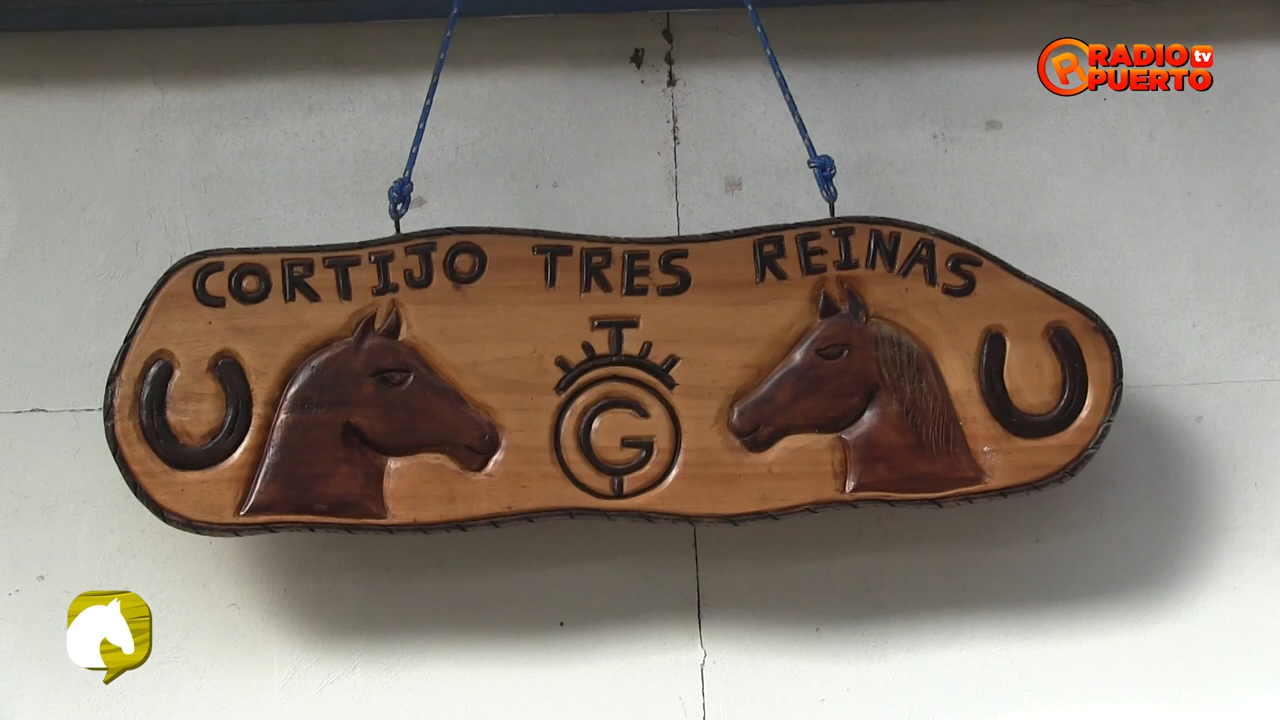 RADIO tv
PUERTO
CORTIJO TRES REINAS
T
G